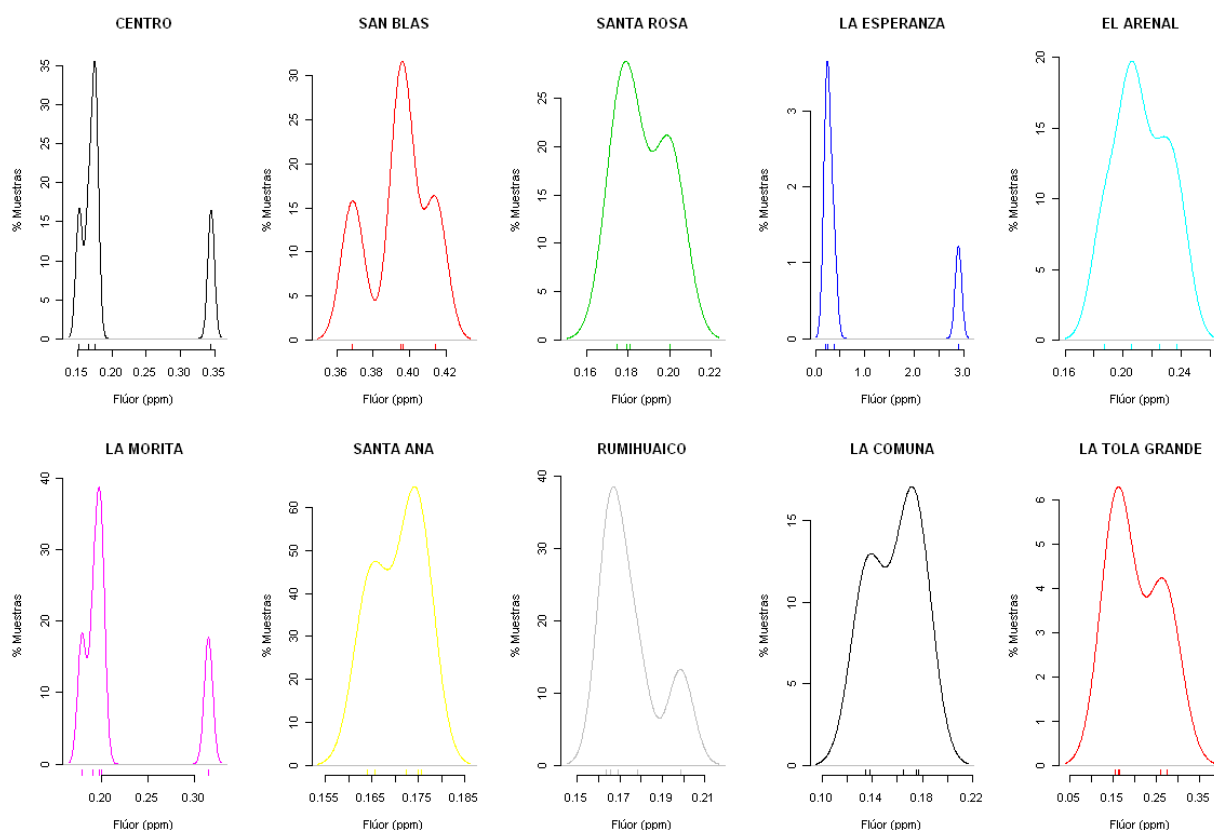 CENTRO
% Muestras
35
30
25
20
15
10
5
0
0.15 0.20 0.25 0.30 0.35
Flúor (ppm)
SAN BLAS
% Muestras
30
25
20
15
10
5
0
0.36 0.38 0.40 0.42
Flúor (ppm)
SANTA ROSA
% Muestras
25
20
15
10
5
0
0.16 0.18 0.20 0.22
Flúor (ppm)
LA ESPERANZA
% Muestras
3
2
1
0
0.0 1.0 2.0 3.0
Flúor (ppm)
EL ARENAL
% Muestras
20
15
10
5
0
0.16 0.20 0.24
Flúor (ppm)
LA MORITA
% Muestras
40
30
20
10
0
0.20 0.30
Flúor (ppm)
SANTA ANA
% Muestras
60
50
40
30
20
10
0
0.155 0.165 0.175 0.185
Flúor (ppm)
RUMIHUAICO
% Muestras
40
30
20
10
0
0.15 0.17 0.19 0.21
Flúor (ppm)
LA COMUNA
% Muestras
15
10
5
0
0.10 0.14 0.18 0.22
Flúor (ppm)
LA TOLA GRANDE
% Muestras
6
5
4
3
2
1
0
0.05 0.15 0.25 0.35
Flúor (ppm)